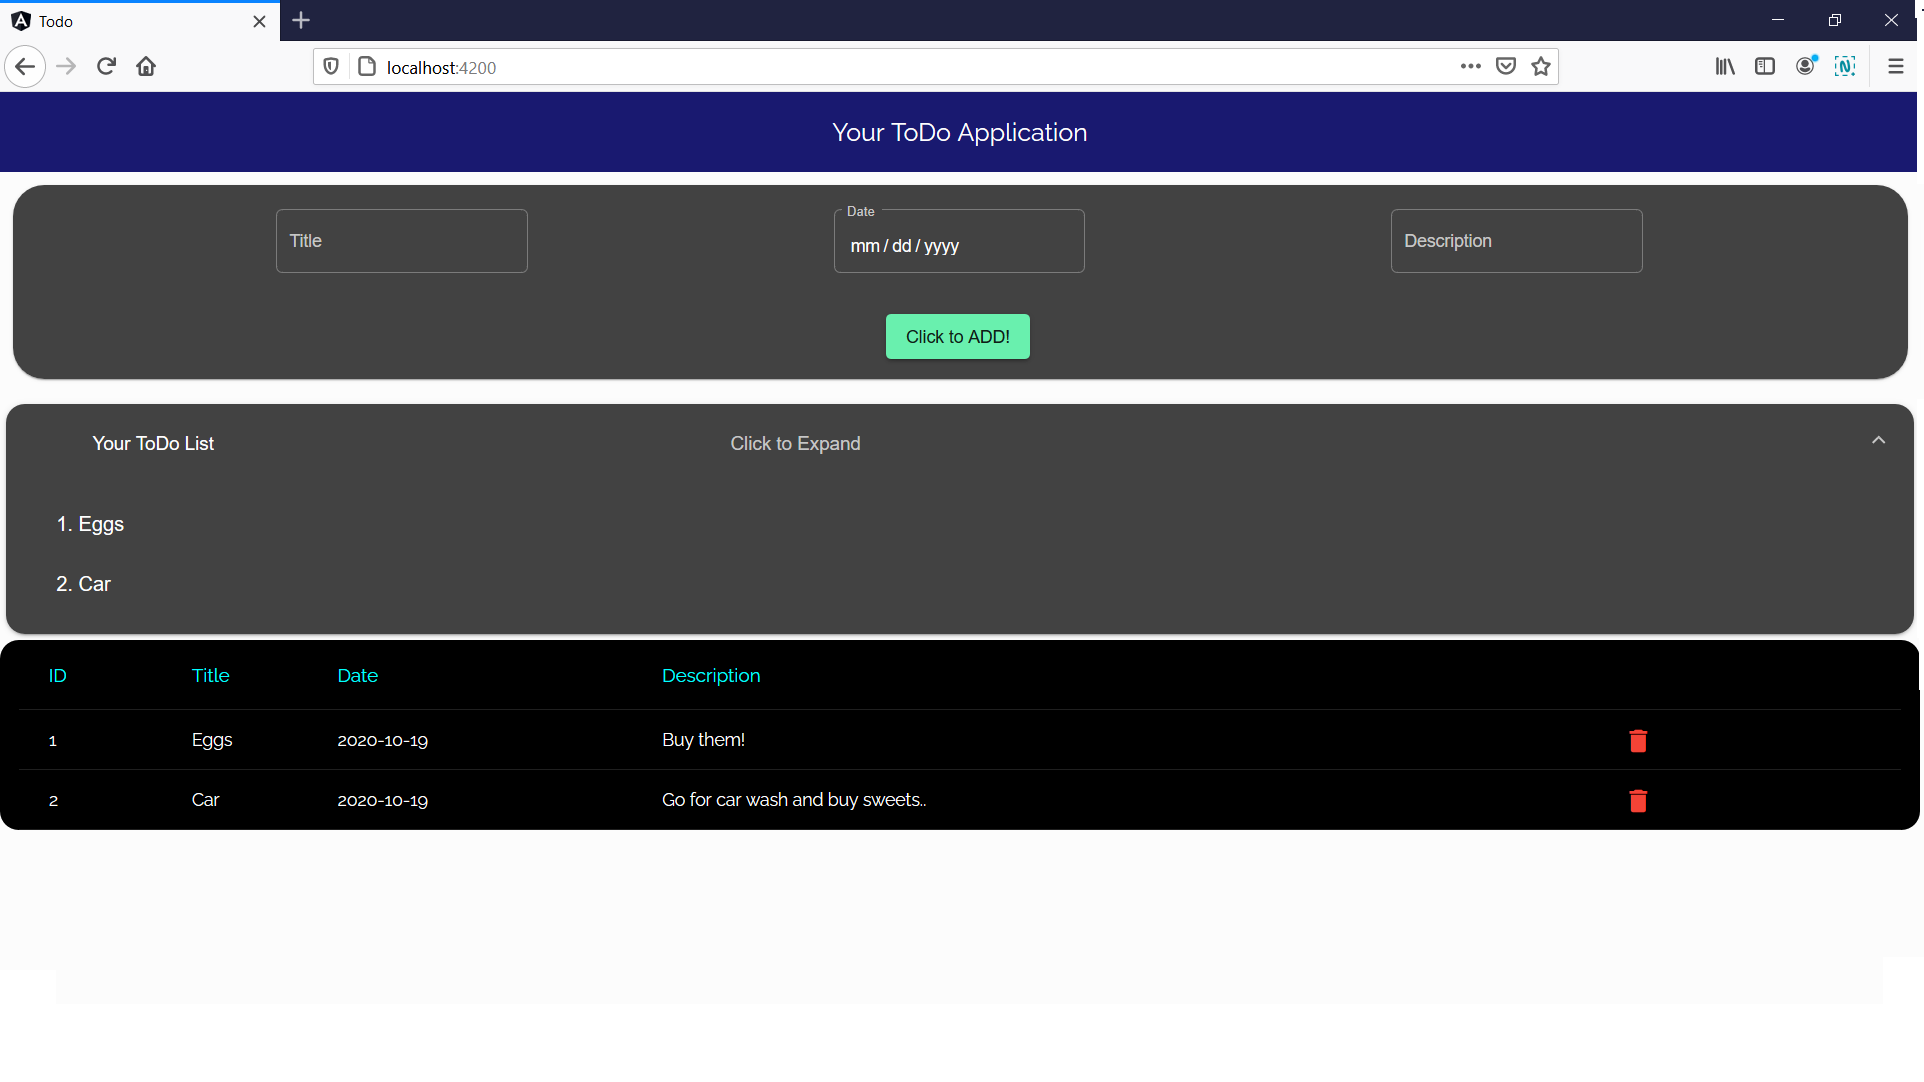 Todo
localhost:4200
Your ToDo Application
Title
Date
mm / dd / yyyy
Description
Click to ADD!
Your ToDo List Click to Expand
1. Eggs
2. Car
ID Title Date Description
1 Eggs 2020-10-19 Buy them!
2 Car 2020-10-19 Go for car wash and buy sweets..